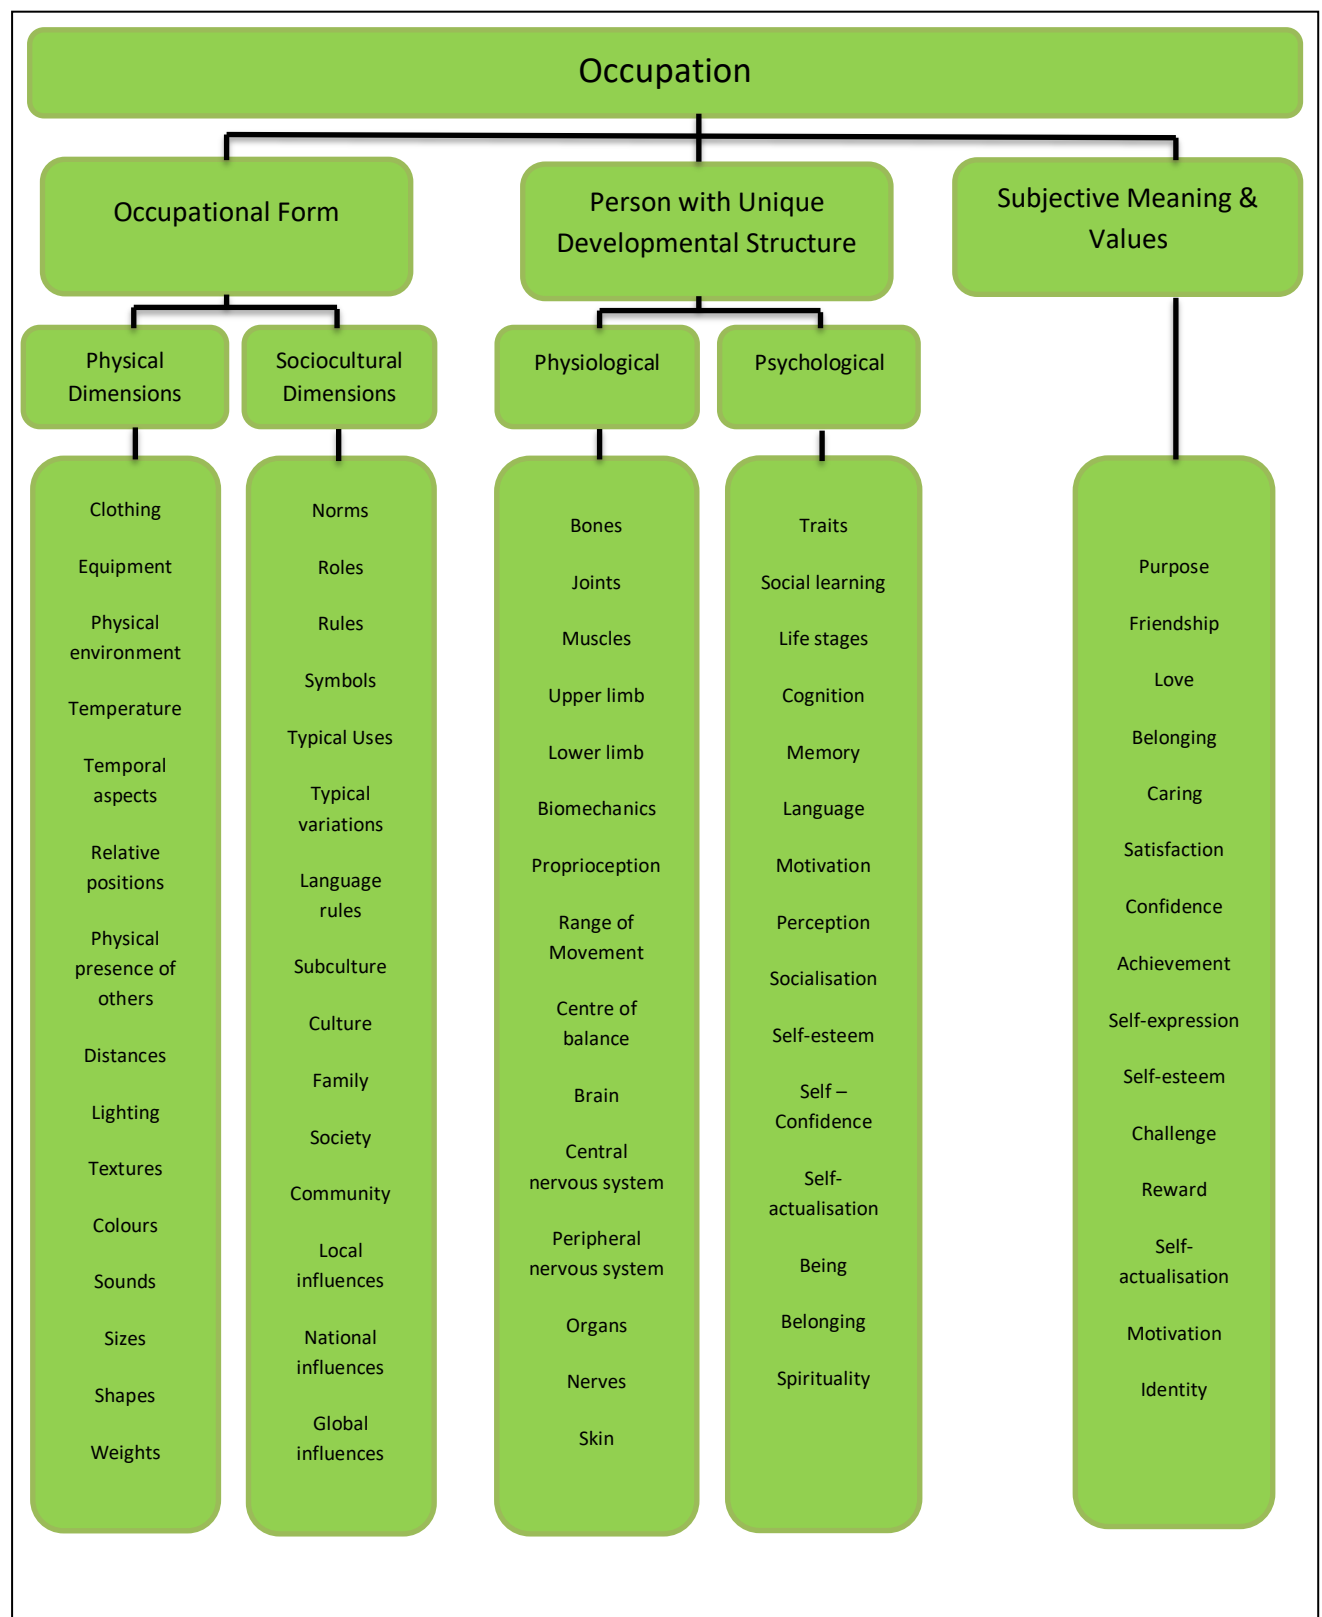 Occupation
Occupational Form
Person with Unique
Developmental Structure
Subjective Meaning &
Values
Physical
Dimensions
Sociocultural
Dimensions
Physiological
Psychological
Clothing
Equipment
Physical
environment
Temperature
Temporal
aspects
Relative
positions
Physical
presence of
others
Distances
Lighting
Textures
Colours
Sounds
Sizes
Shapes
Weights
Norms
Roles
Rules
Symbols
Typical Uses
Typical
variations
Language
rules
Subculture
Culture
Family
Society
Community
Local
influences
National
influences
Global
influences
Bones
Joints
Muscles
Upper limb
Lower limb
Biomechanics
Proprioception
Range of
Movement
Centre of
balance
Brain
Central
nervous system
Peripheral
nervous system
Organs
Nerves
Skin
Traits
Social learning
Life stages
Cognition
Memory
Language
Motivation
Perception
Socialisation
Self-esteem
Self –
Confidence
Self-
actualisation
Being
Belonging
Spirituality
Purpose
Friendship
Love
Belonging
Caring
Satisfaction
Confidence
Achievement
Self-expression
Self-esteem
Challenge
Reward
Self-
actualisation
Motivation
Identity